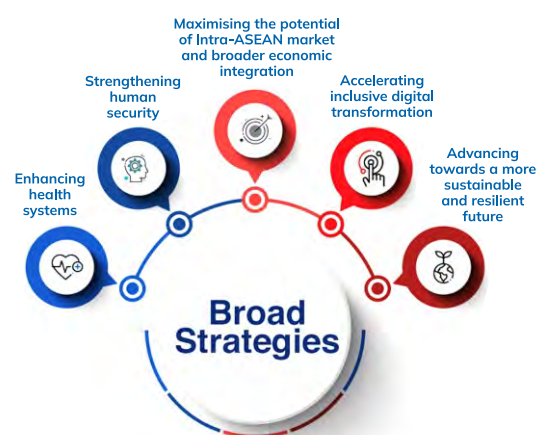 Enhancing
health
systems
Strengthening
human
security
Maximising the potential
of Intra-ASEAN market
and broader economic
integration
Accelerating
inclusive digital
transformation
Advancing
towards a more
sustainable
and resilient
future
Broad
Strategies